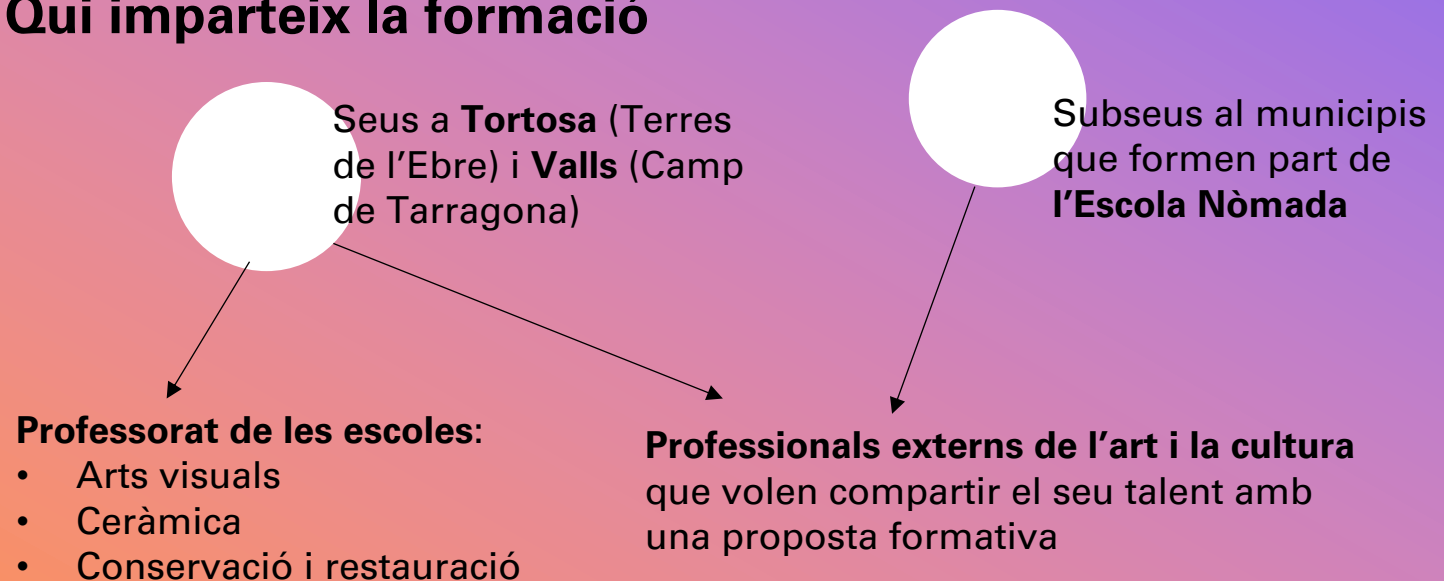 Qui imparteix la formació
Seus a Tortosa (Terres
de l’Ebre) i Valls (Camp
de Tarragona)
Subseus al municipis
que formen part de
l’Escola Nòmada
Professorat de les escoles:
• Arts visuals
• Ceràmica
• Conservació i restauració
Professionals externs de l’art i la cultura
que volen compartir el seu talent amb
una proposta formativa